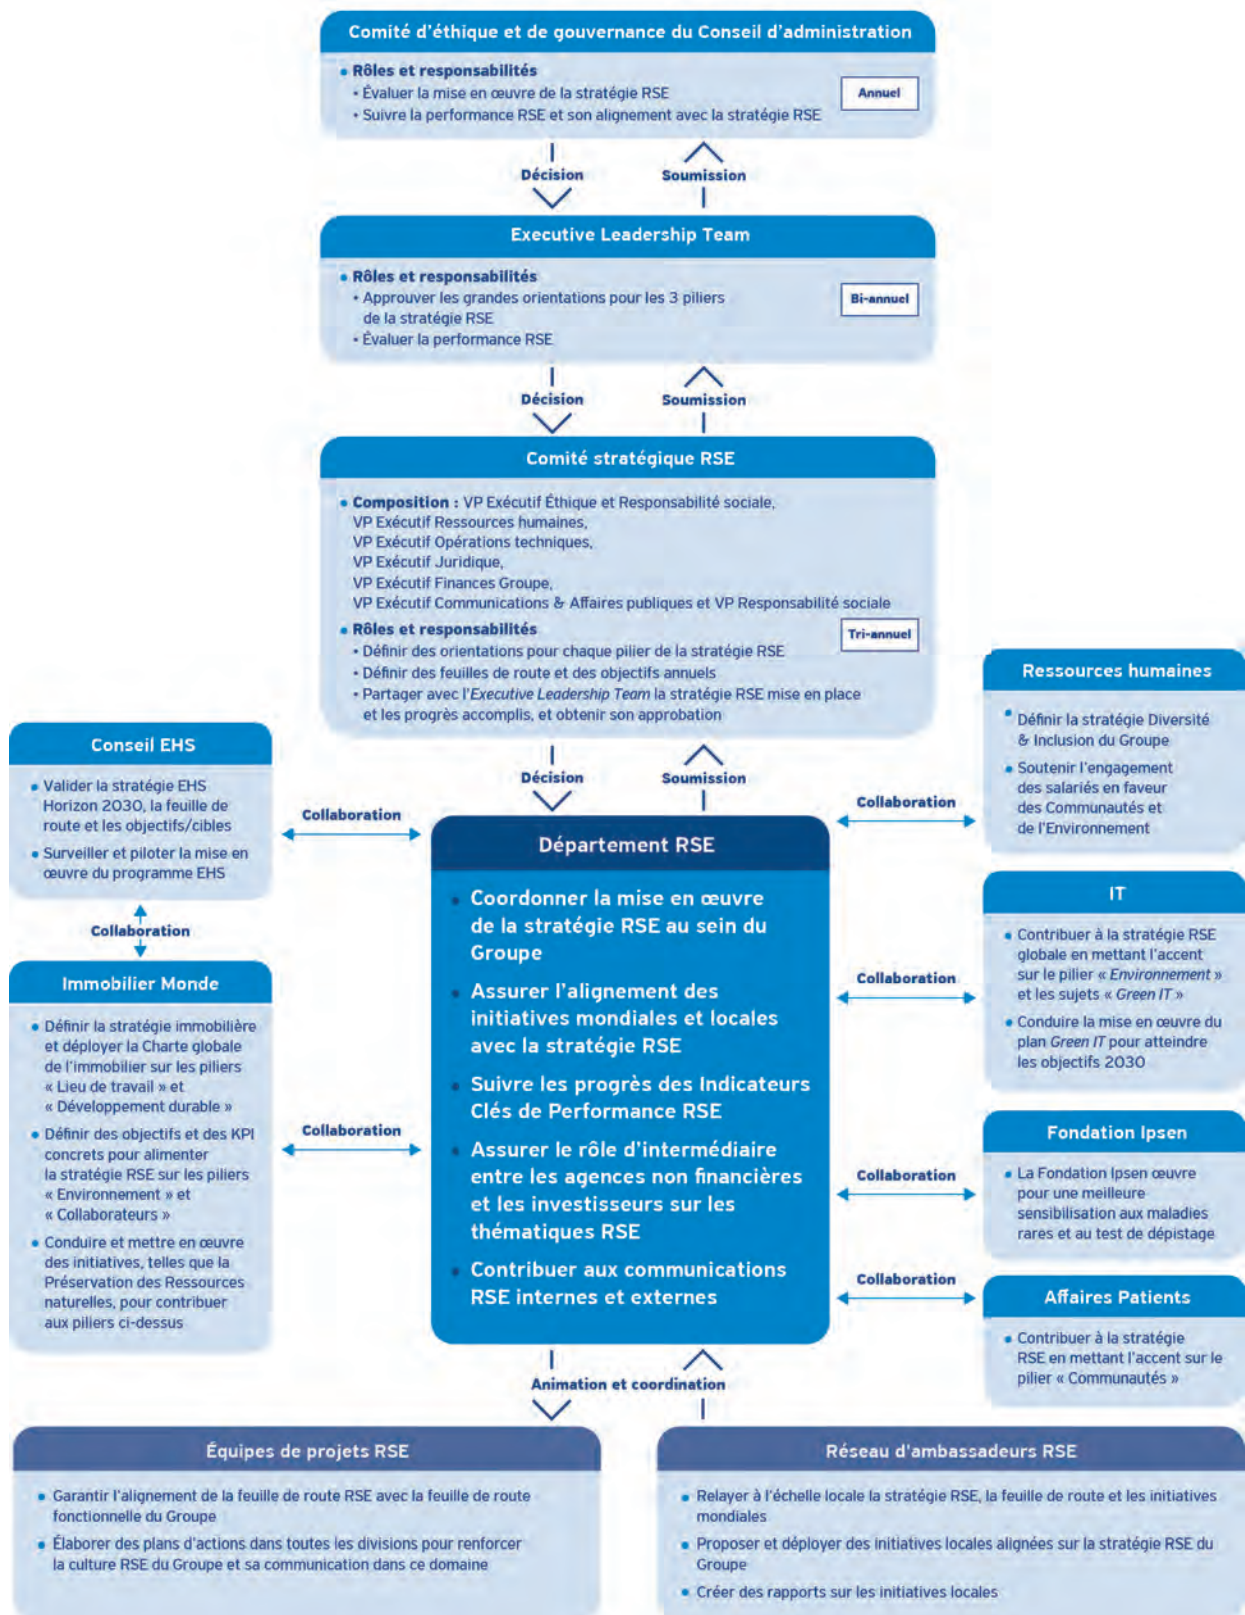 Comité d'éthique et de gouvernance du Conseil d'administration
• Rôles et responsabilités
• Évaluer la mise en œuvre de la stratégie RSE
• Suivre la performance RSE et son alignement avec la stratégie RSE
Annuel
Décision
Soumission
Executive Leadership Team
• Rôles et responsabilités
• Approuver les grandes orientations pour les 3 piliers
de la stratégie RSE
• Évaluer la performance RSE
Bi-annuel
Décision
Soumission
Comité stratégique RSE
• Composition : VP Exécutif Éthique et Responsabilité sociale,
VP Exécutif Ressources humaines,
VP Exécutif Opérations techniques,
VP Exécutif Juridique,
VP Exécutif Finances Groupe,
VP Exécutif Communications & Affaires publiques et VP Responsabilité sociale
• Rôles et responsabilités
• Définir des orientations pour chaque pilier de la stratégie RSE
• Définir des feuilles de route et des objectifs annuels
• Partager avec l'Executive Leadership Team la stratégie RSE mise en place
et les progrès accomplis, et obtenir son approbation
Tri-annuel
Décision
Soumission
Conseil EHS
• Valider la stratégie EHS
Horizon 2030, la feuille de
route et les objectifs/cibles
• Surveiller et piloter la mise en
œuvre du programme EHS
Collaboration
Collaboration
Immobilier Monde
• Définir la stratégie immobilière
et déployer la Charte globale
de l'immobilier sur les piliers
« Lieu de travail » et
« Développement durable »
• Définir des objectifs et des KPI
concrets pour alimenter
la stratégie RSE sur les piliers
« Environnement » et
« Collaborateurs »
• Conduire et mettre en œuvre
des initiatives, telles que la
Préservation des Ressources
naturelles, pour contribuer
aux piliers ci-dessus
Collaboration
Département RSE
• Coordonner la mise en œuvre
de la stratégie RSE au sein du
Groupe
• Assurer l'alignement des
initiatives mondiales et locales
avec la stratégie RSE
• Suivre les progrès des Indicateurs
Clés de Performance RSE
• Assurer le rôle d'intermédiaire
entre les agences non financières
et les investisseurs sur les
thématiques RSE
• Contribuer aux communications
RSE internes et externes
Collaboration
Ressources humaines
• Définir la stratégie Diversité
& Inclusion du Groupe
• Soutenir l'engagement
des salariés en faveur
des Communautés et
de l'Environnement
Collaboration
IT
• Contribuer à la stratégie RSE
globale en mettant l'accent
sur le pilier « Environnement »
et les sujets « Green IT »
• Conduire la mise en œuvre du
plan Green IT pour atteindre
les objectifs 2030
Collaboration
Fondation Ipsen
• La Fondation Ipsen œuvre
pour une meilleure
sensibilisation aux maladies
rares et au test de dépistage
Collaboration
Affaires Patients
• Contribuer à la stratégie
RSE en mettant l'accent sur le
pilier « Communautés »
Animation et coordination
Équipes de projets RSE
• Garantir l'alignement de la feuille de route RSE avec la feuille de route
fonctionnelle du Groupe
• Élaborer des plans d'actions dans toutes les divisions pour renforcer
la culture RSE du Groupe et sa communication dans ce domaine
Réseau d'ambassadeurs RSE
• Relayer à l'échelle locale la stratégie RSE, la feuille de route et les initiatives
mondiales
• Proposer et déployer des initiatives locales alignées sur la stratégie RSE du
Groupe
• Créer des rapports sur les initiatives locales